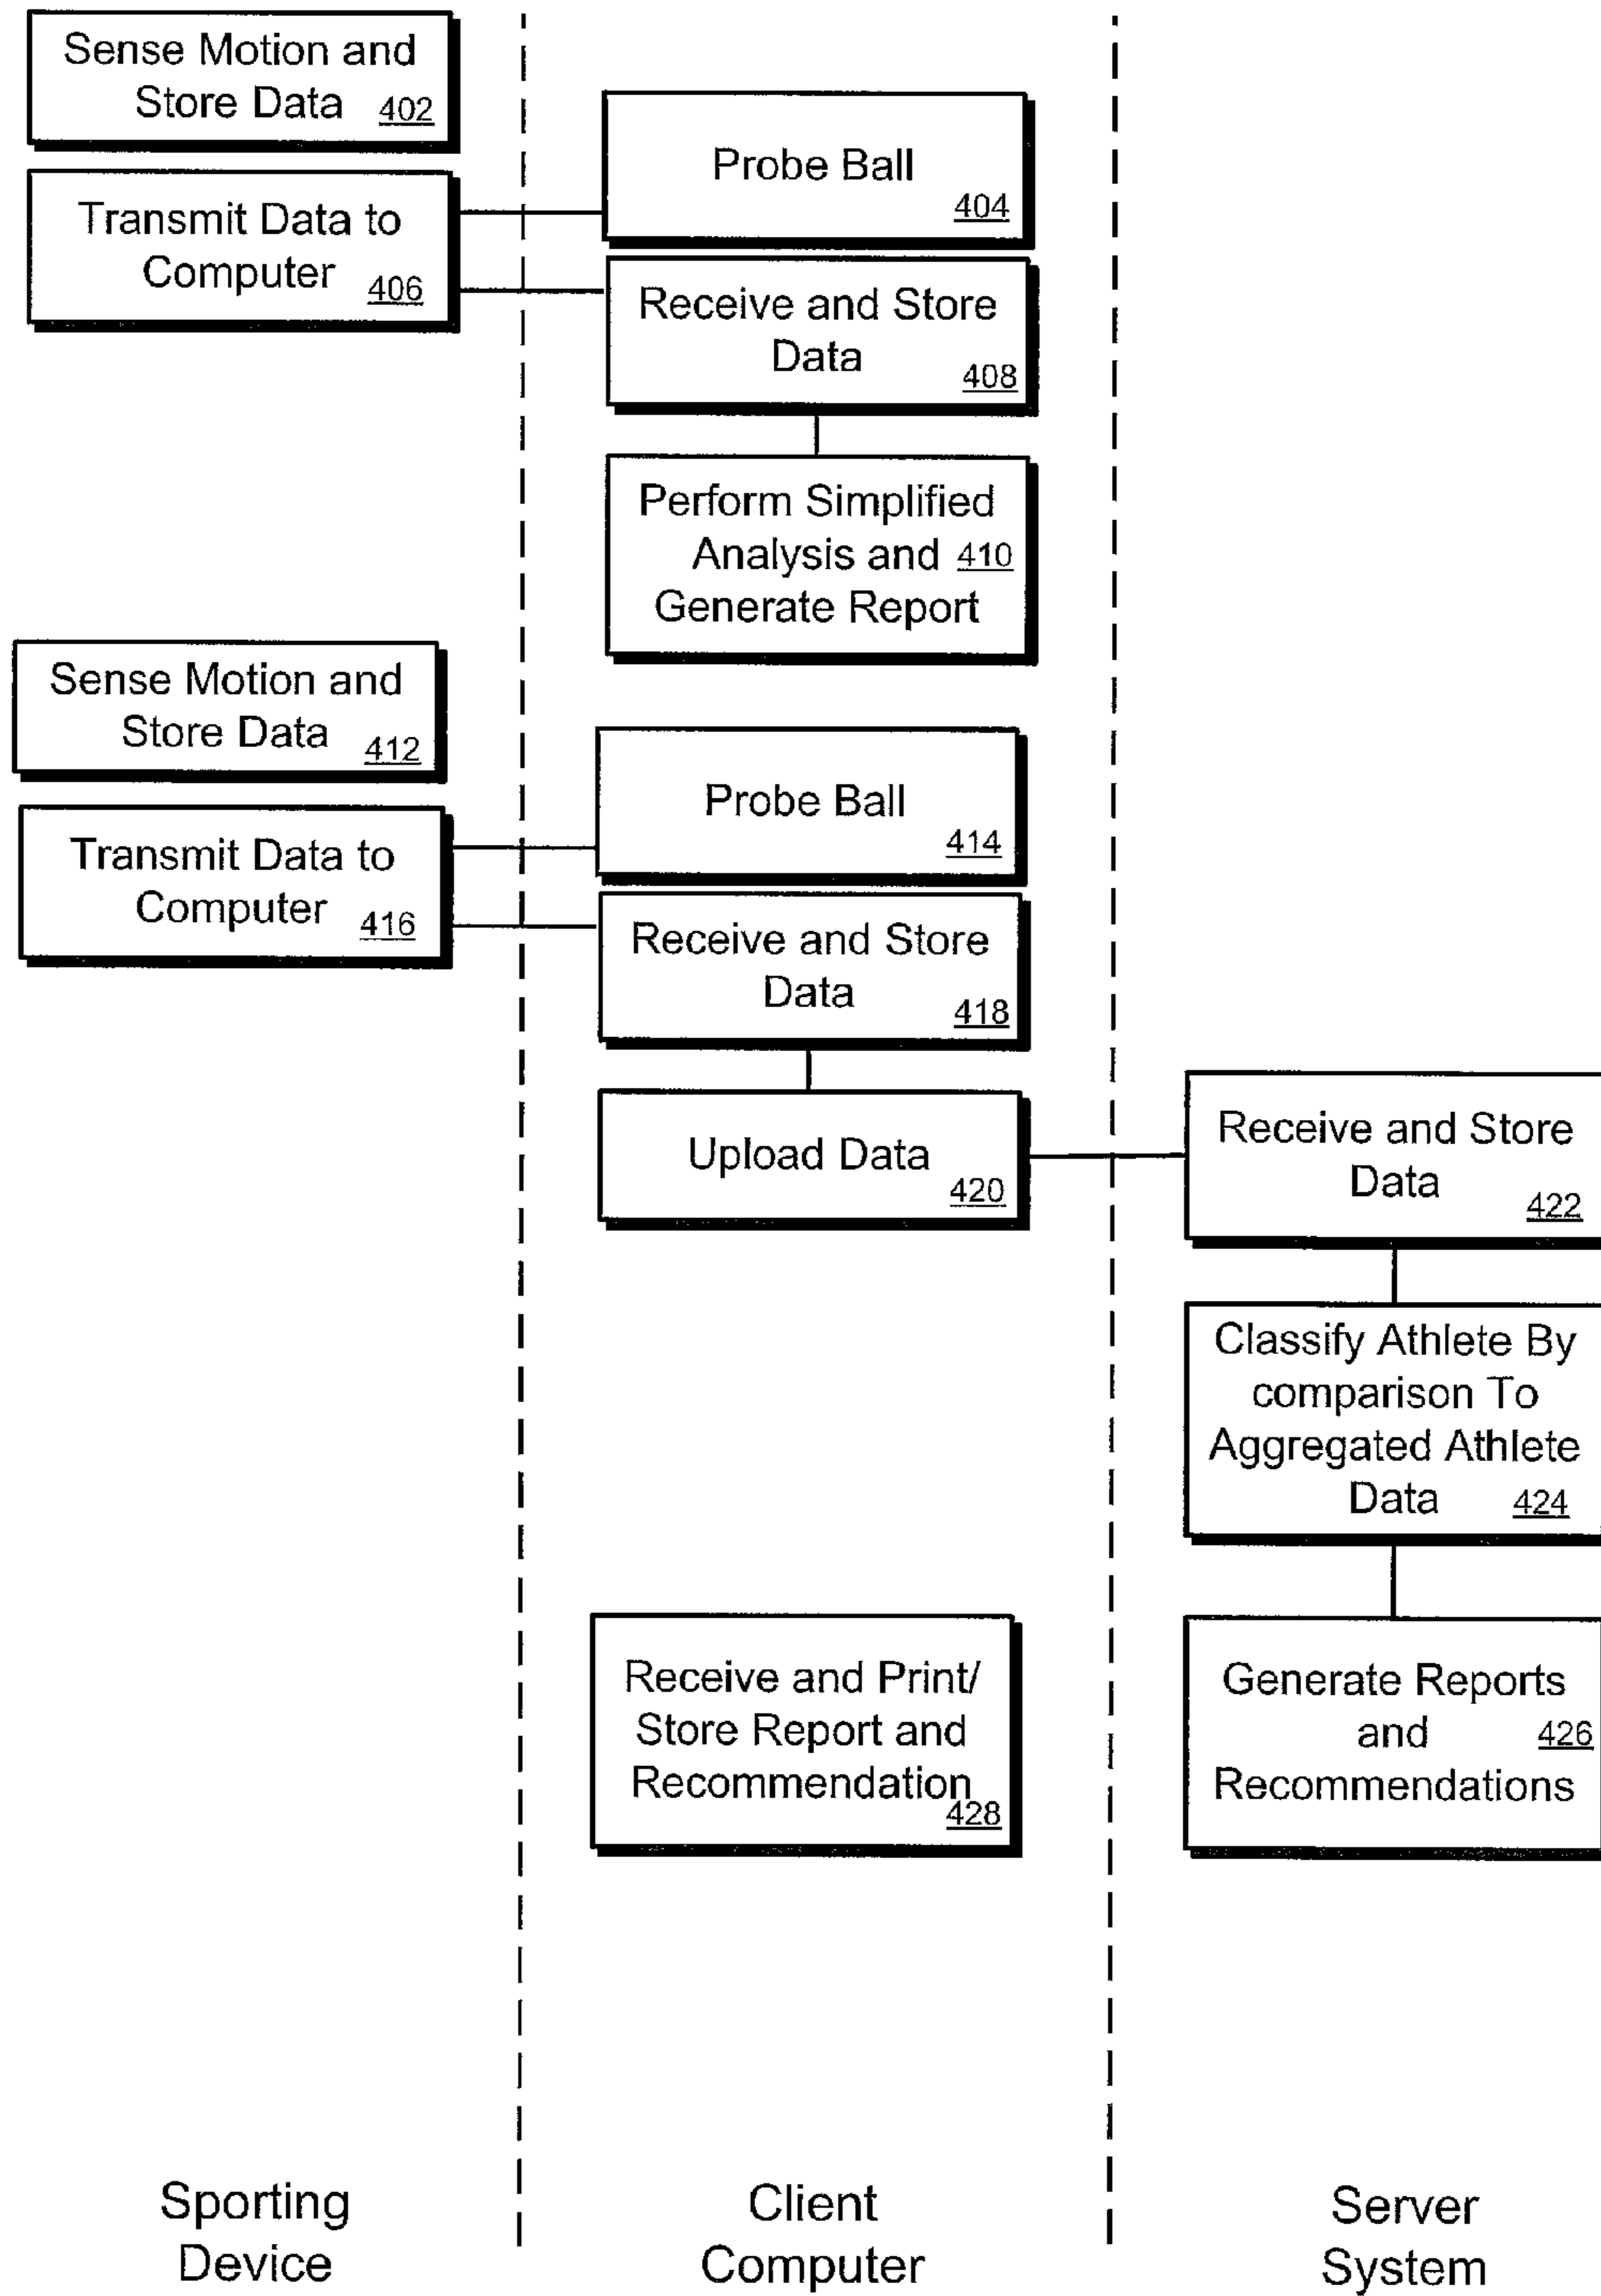 Sense Motion and
Store Data 402
Probe Ball
404
Transmit Data to
Computer 406
Receive and Store
Data 408
Perform Simplified
Analysis and 410
Generate Report
Sense Motion and
Store Data 412
Probe Ball
414
Transmit Data to
Computer 416
Receive and Store
Data 418
Upload Data
420
Receive and Store
Data 422
Classify Athlete By
comparison To
Aggregated Athlete
Data 424
Receive and Print/
Store Report and
Recommendation
428
Generate Reports
and 426
Recommendations
Sporting
Device
Client
Computer
Server
System